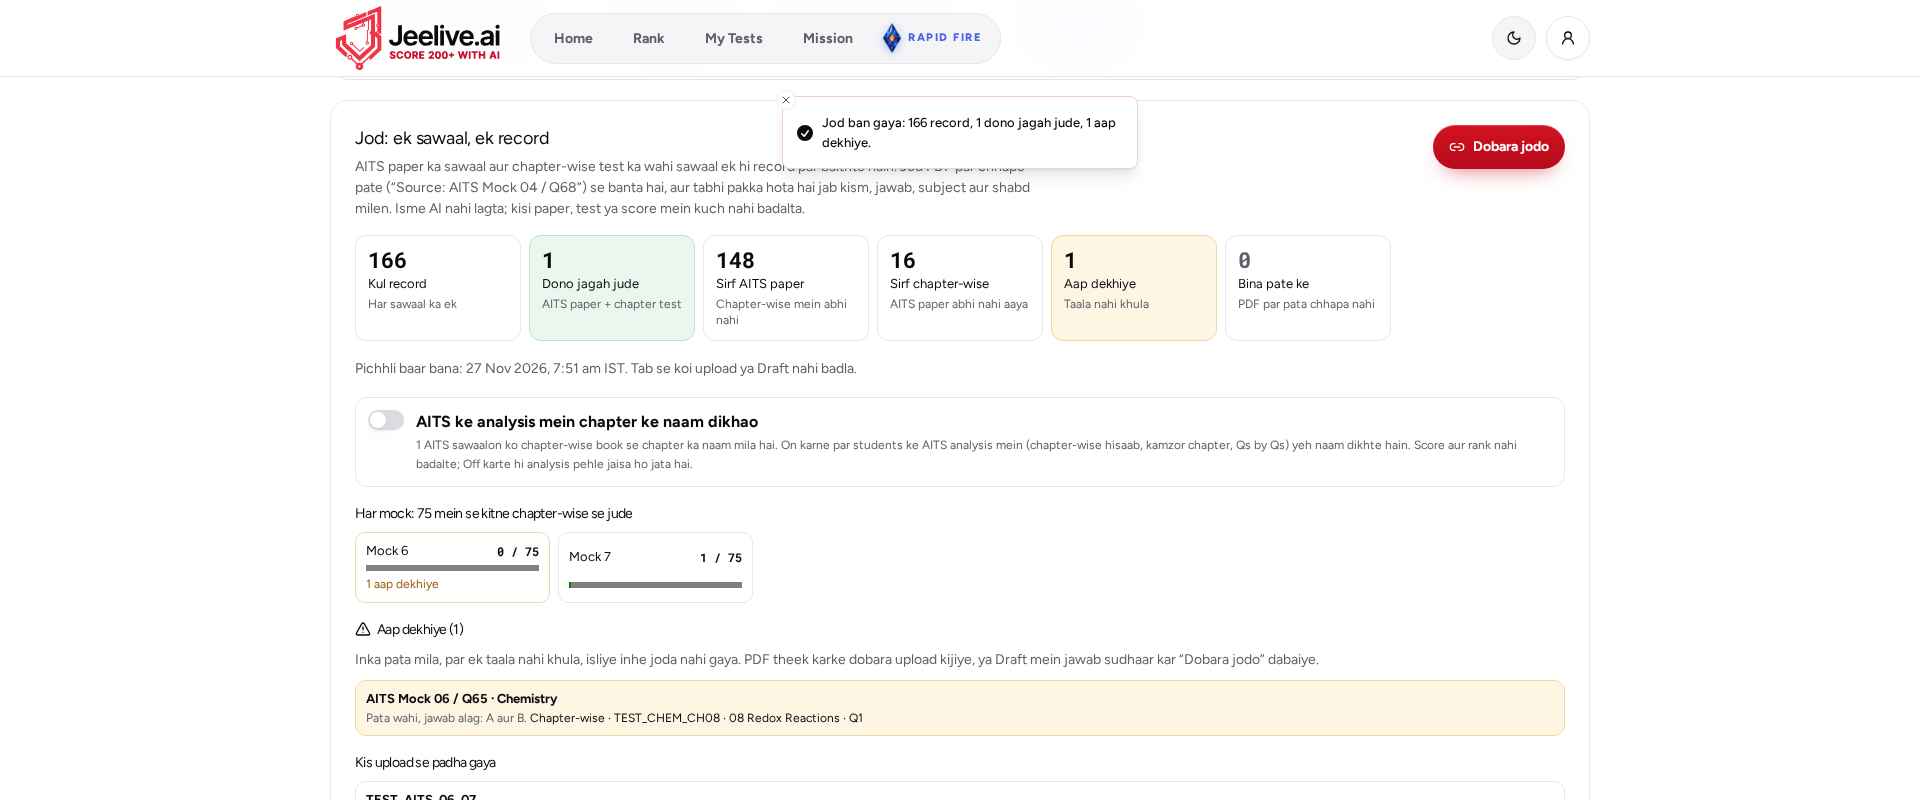 Jeelive.ai
SCORE 200+ WITH AI
Home
Rank
My Tests
Mission
RAPID FIRE
Jod ban gaya: 166 record, 1 dono jagah jude, 1 aap
dekhiye.
Jod: ek sawaal, ek record
Dobara jodo
AITS paper ka sawaal aur chapter-wise test ka wahi sawaal ek hi record par
pate ("Source: AITS Mock 04 / Q68") se banta hai, aur tabhi pakka hota hai jab kism, jawab, subject aur shabd
milen. Isme AI nahi lagta; kisi paper, test ya score mein kuch nahi badalta.
166
Kul record
Har sawaal ka ek
1
Dono jagah jude
AITS paper + chapter test
148
Sirf AITS paper
Chapter-wise mein abhi
nahi
16
Sirf chapter-wise
AITS paper abhi nahi aaya
1
Aap dekhiye
Taala nahi khula
0
Bina pate ke
PDF par pata chhapa nahi
Pichhli baar bana: 27 Nov 2026, 7:51 am IST. Tab se koi upload ya Draft nahi badla.
AITS ke analysis mein chapter ke naam dikhao
1 AITS sawaalon ko chapter-wise book se chapter ka naam mila hai. On karne par students ke AITS analysis mein (chapter-wise hisaab, kamzor chapter, Qs by Qs) yeh naam dikhte hain. Score aur rank nahi
badalte; Off karte hi analysis pehle jaisa ho jata hai.
Har mock: 75 mein se kitne chapter-wise se jude
Mock 6
0 / 75
1 aap dekhiye
Mock 7
1 / 75
Aap dekhiye (1)
Inka pata mila, par ek taala nahi khula, isliye inhe joda nahi gaya. PDF theek karke dobara upload kijiye, ya Draft mein jawab sudhaar kar "Dobara jodo" dabaiye.
AITS Mock 06 / Q65 · Chemistry
Pata wahi, jawab alag: A aur B. Chapter-wise · TEST_CHEM_CH08 · 08 Redox Reactions · Q1
Kis upload se padha gaya
TEST_AITS_06_07